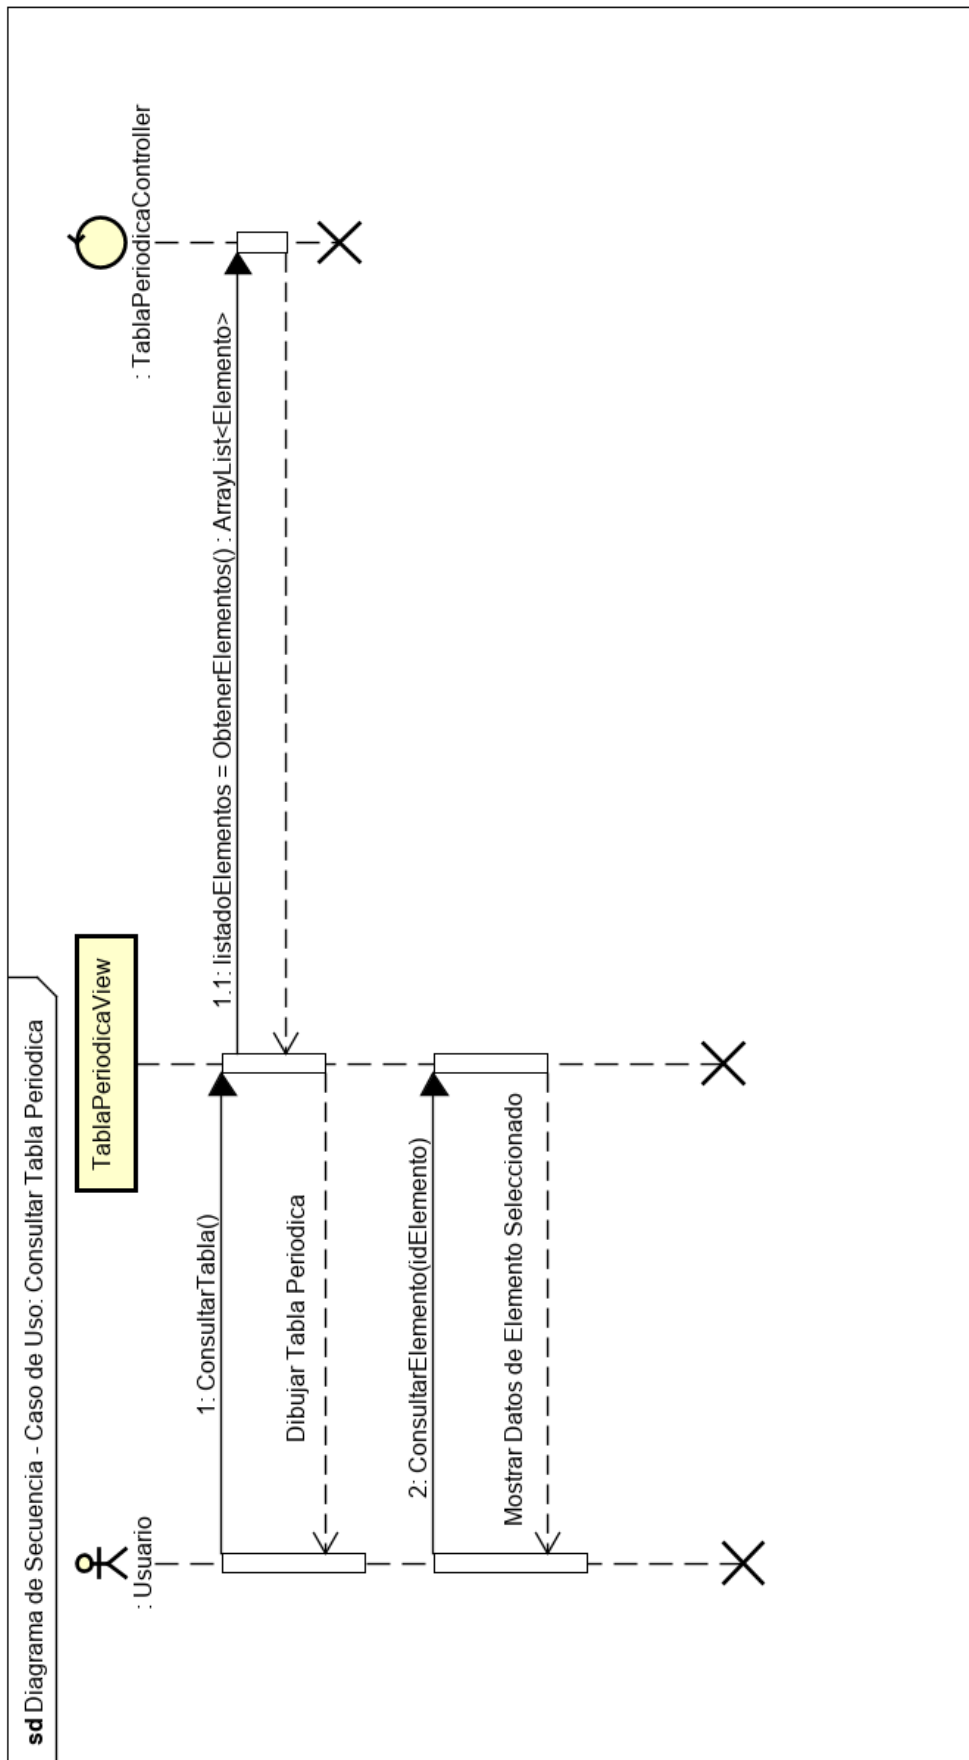 sd Diagrama de Secuencia - Caso de Uso: Consultar Tabla Periodica
: Usuario
TablaPeriodicaView
: TablaPeriodicaController
1: ConsultarTabla()
1.1: listadoElementos = ObtenerElementos() : ArrayList<Elemento>
Dibujar Tabla Periodica
2: ConsultarElemento(idElemento)
Mostrar Datos de Elemento Seleccionado